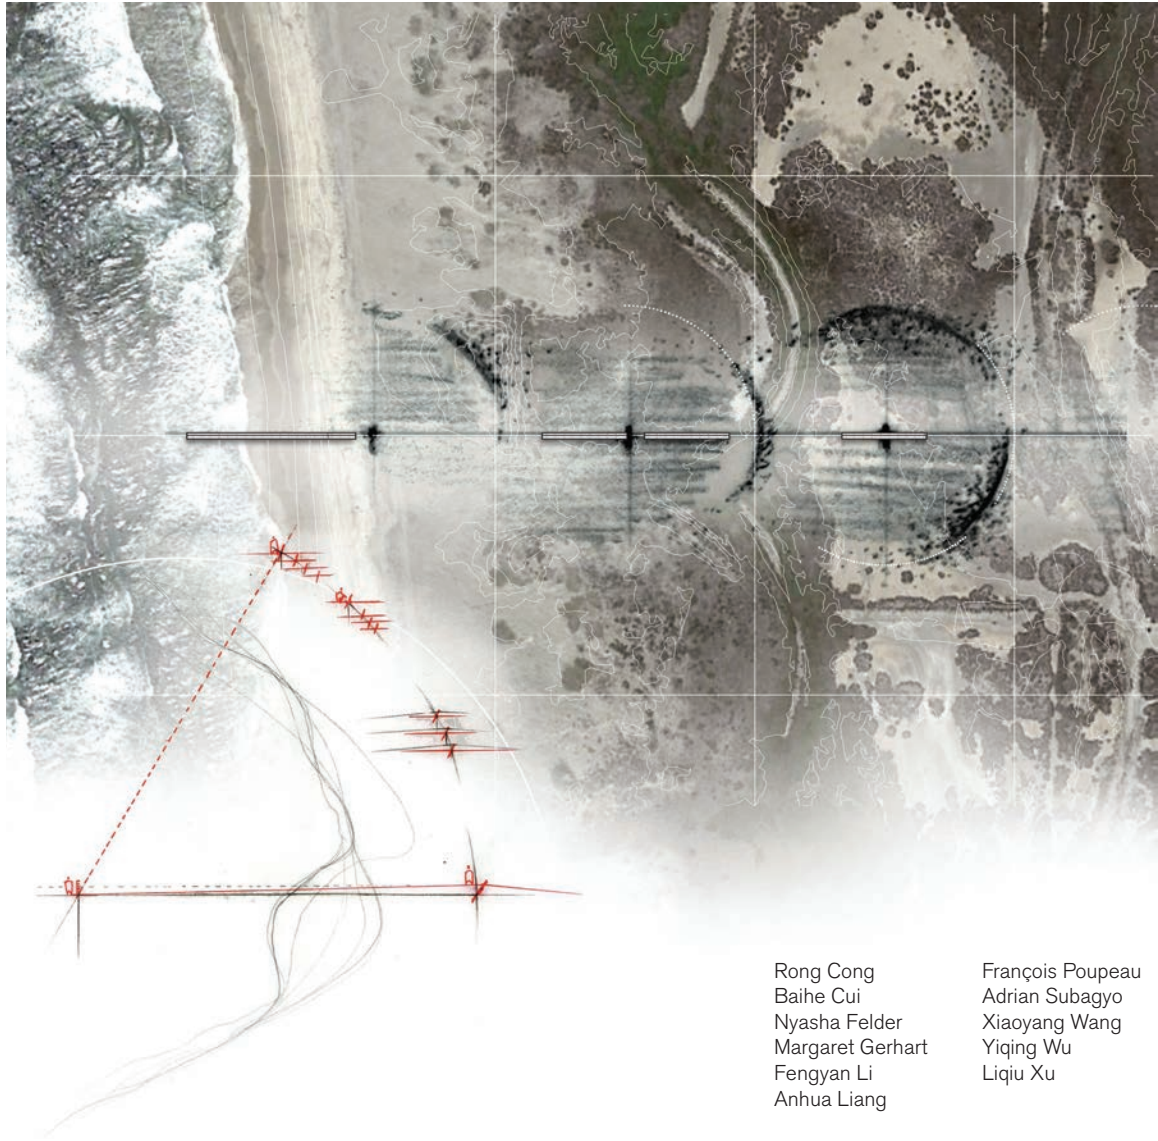 Rong Cong
Baihe Cui
Nyasha Felder
Margaret Gerhart
Fengyan Li
Anhua Liang
François Poupeau
Adrian Subagyo
Xiaoyang Wang
Yiqing Wu
Liqiu Xu